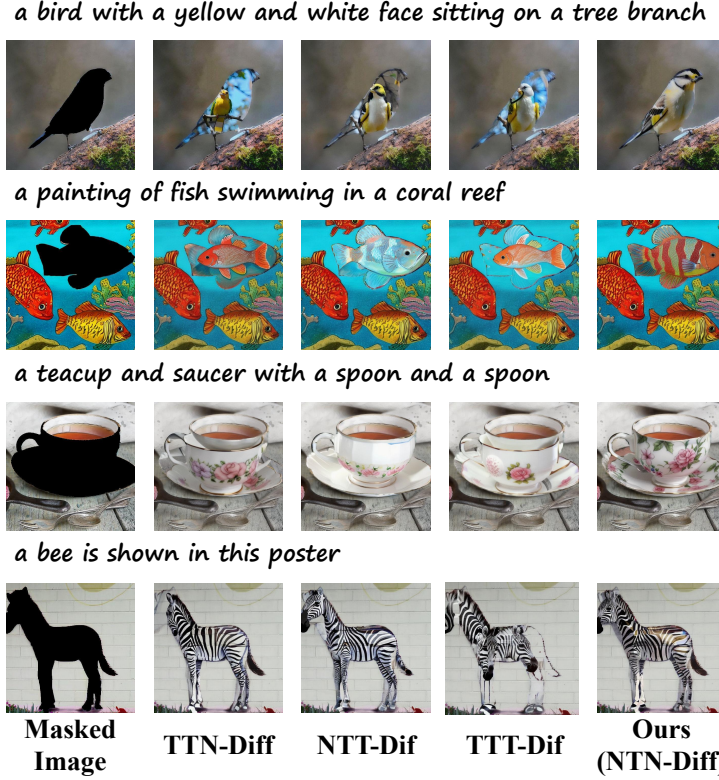 a bird with a yellow and white face sitting on a tree branch
a painting of fish swimming in a coral reef
a teacup and saucer with a spoon and a spoon
a bee is shown in this poster
Masked Image TTN-Diff NTT-Dif TTT-Dif Ours (NTN-Diff